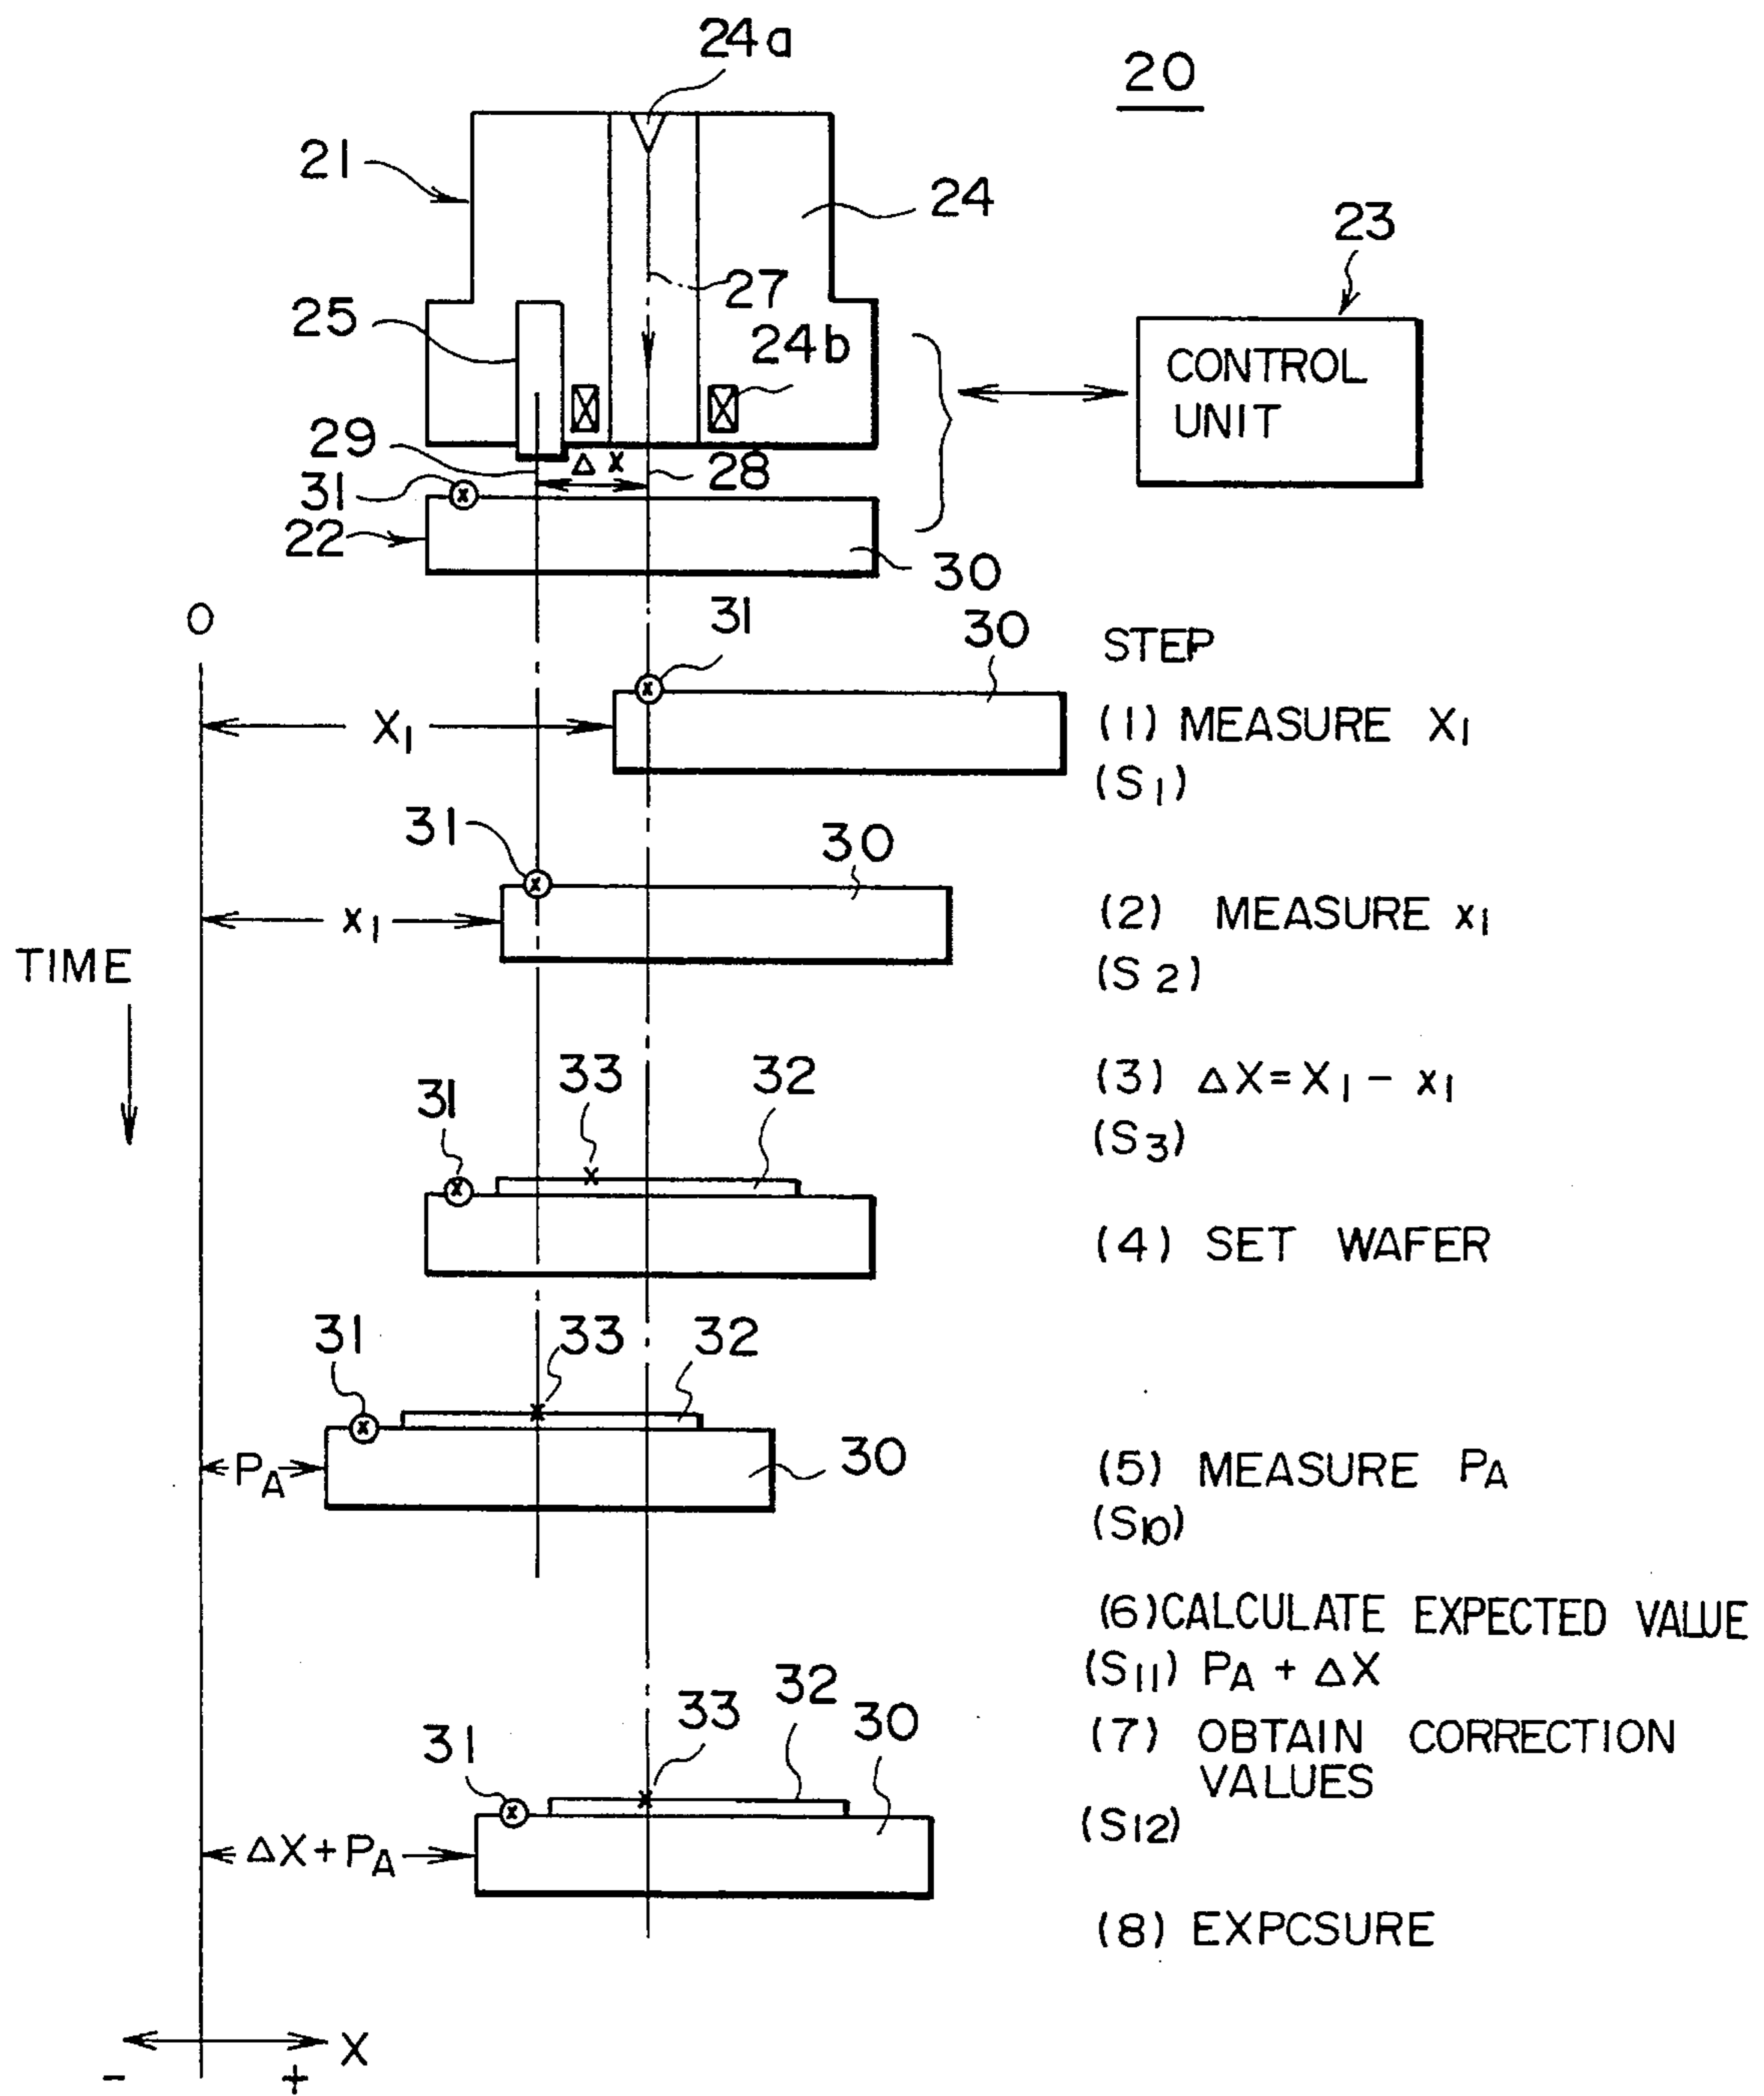 24a
20
21
24
23
27
25
24b
CONTROL
UNIT
29
Δ x
28
31
22
30
0
31
30
STEP
X1
(1) MEASURE X1
(S1)
31
30
x1
(2) MEASURE x1
(S2)
TIME
33
32
31
(3) ΔX=X1 - x1
(S3)
(4) SET WAFER
31
33
32
PA
30
(5) MEASURE PA
(S10)
(6)CALCULATE EXPECTED VALUE
(S11) PA + ΔX
33
32
30
31
(7) OBTAIN CORRECTION
VALUES
(S12)
ΔX+PA
(8) EXPCSURE
X
- +